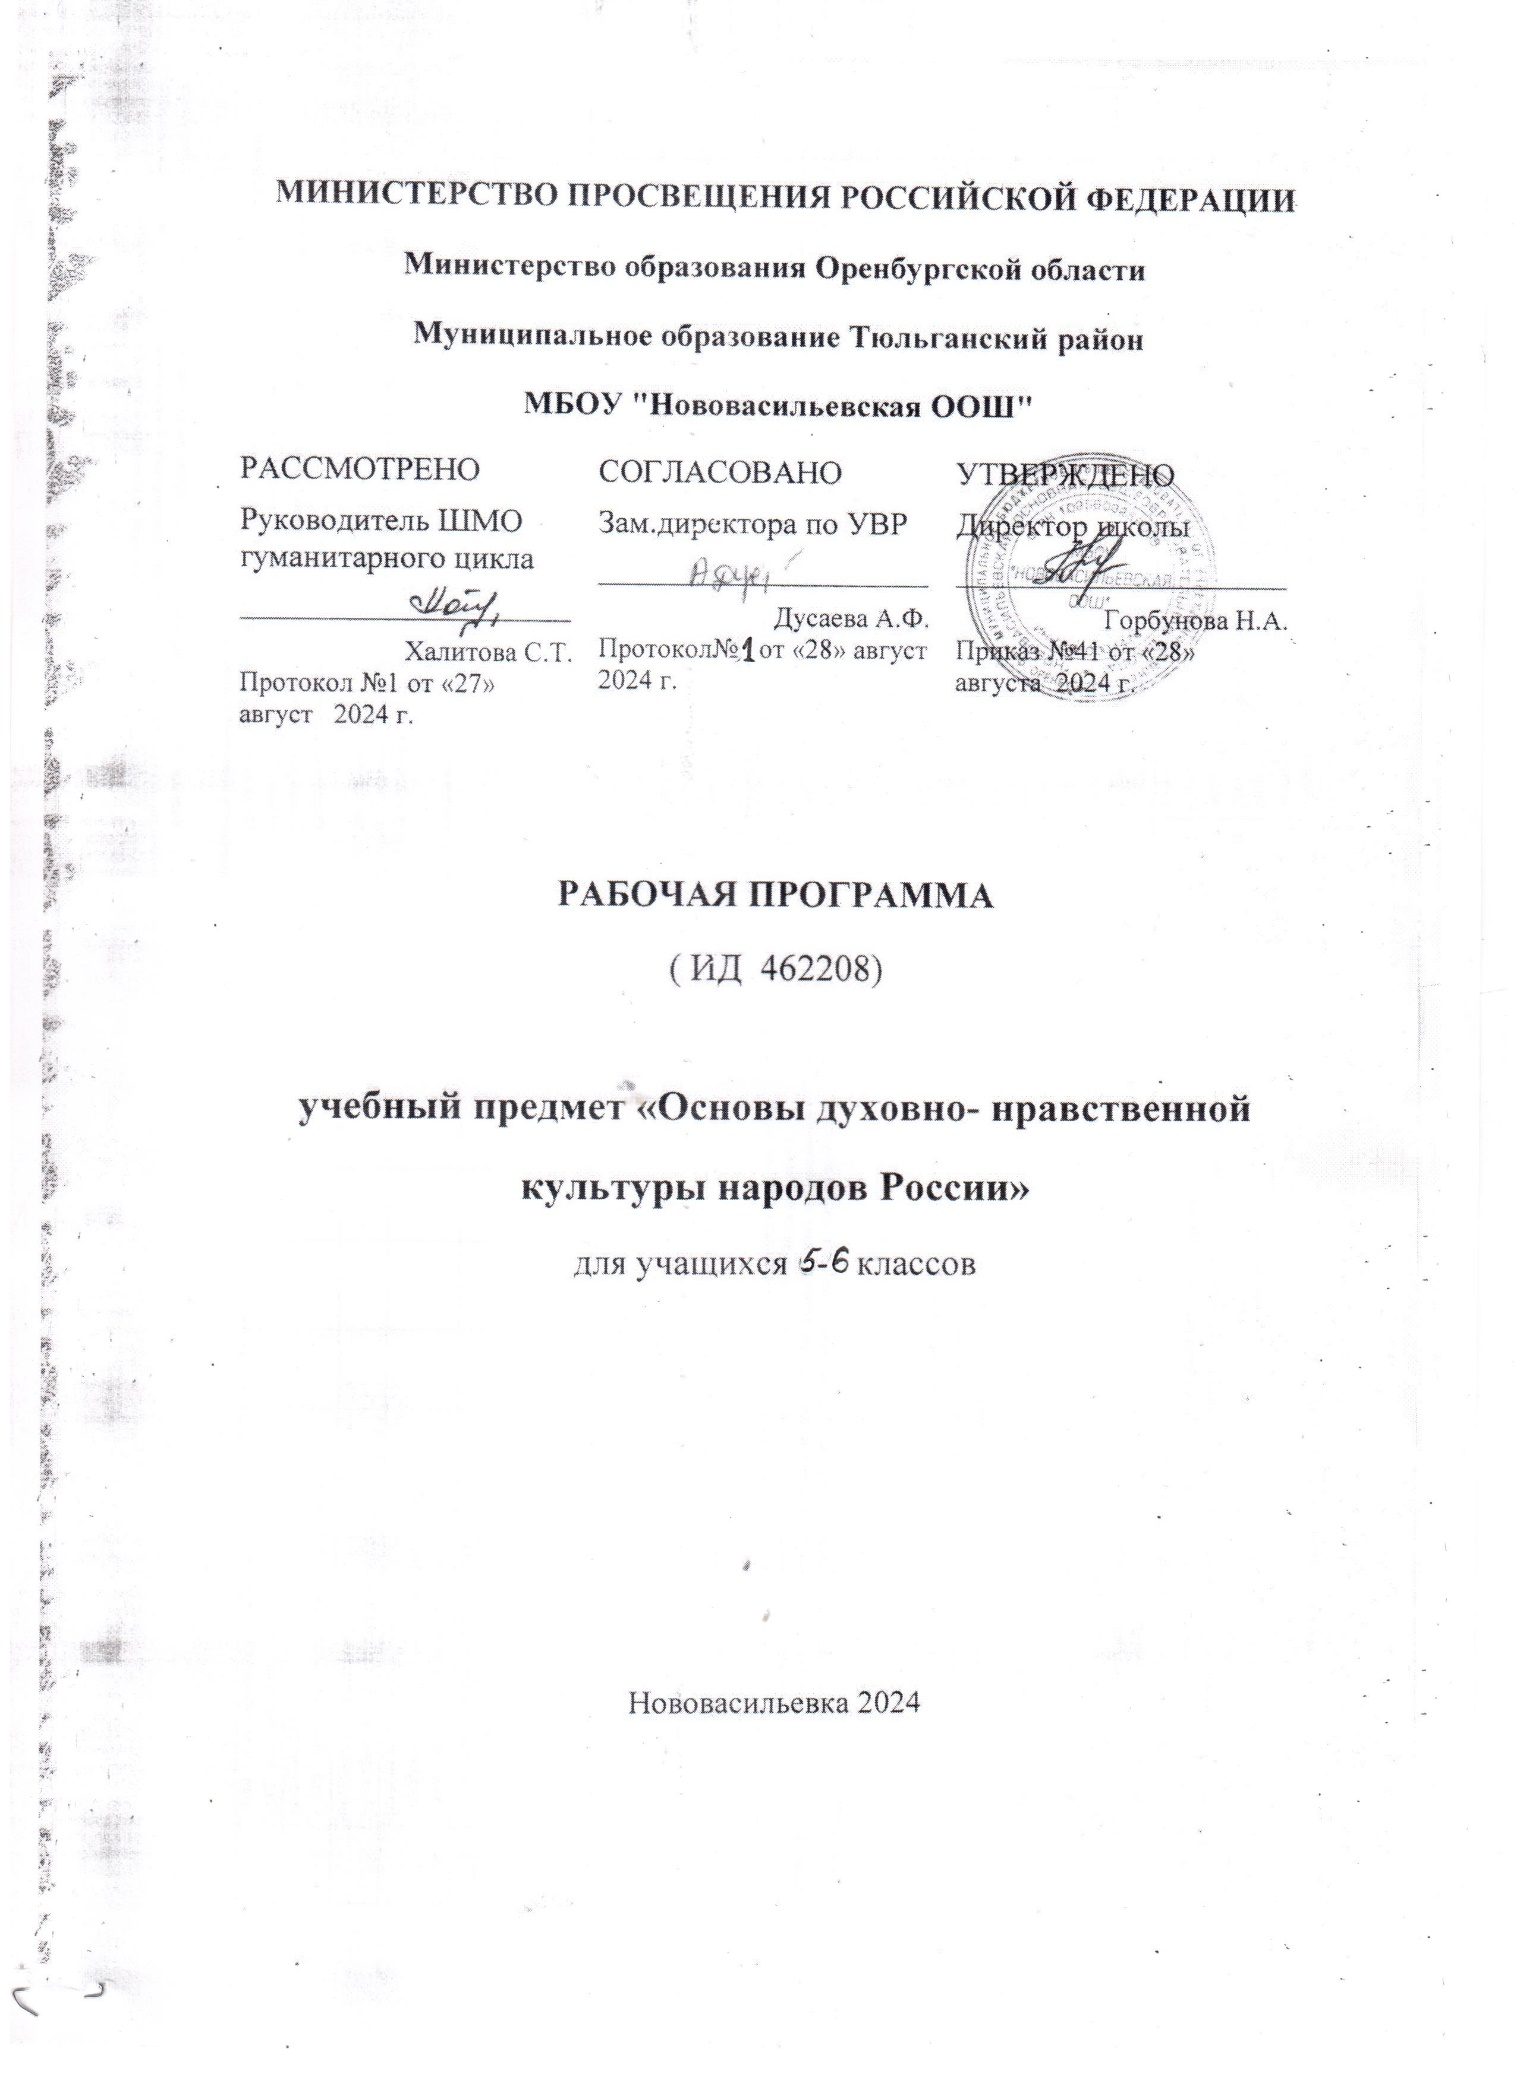 МИНИСТЕРСТВО ПРОСВЕЩЕНИЯ РОССИЙСКОЙ ФЕДЕРАЦИИ
Министерство образования Оренбургской области
Муниципальное образование Тюльганский район
МБОУ "Нововасильевская ООШ"
РАССМОТРЕНО
Руководитель ШМО
гуманитарного цикла
Халитова С.Т.
Протокол №1 от «27»
август 2024 г.
СОГЛАСОВАНО
Зам.директора по УВР
Дусаева А.Ф.
Протокол№1 от «28» август
2024 г.
УТВЕРЖДЕНО
Директор школы
Горбунова Н.А.
Приказ №41 от «28»
августа 2024 г.
НОВОВАСИЛЬЕВСКАЯ
ООШ"
РАБОЧАЯ ПРОГРАММА
( ИД 462208)
учебный предмет «Основы духовно- нравственной
культуры народов России»
для учащихся 5-6 классов
Нововасильевка 2024